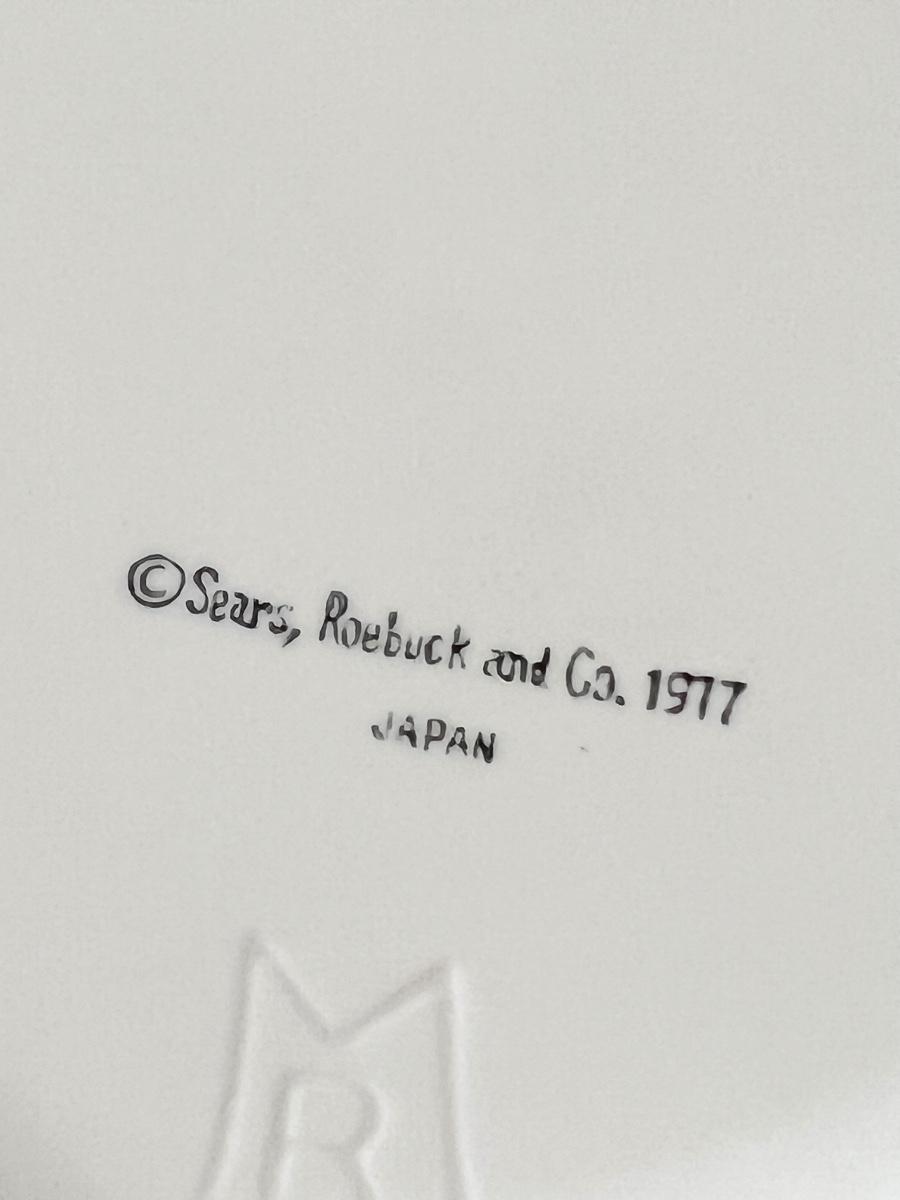 ©Sears, Roebuck and Co. 1977
JAPAN
R